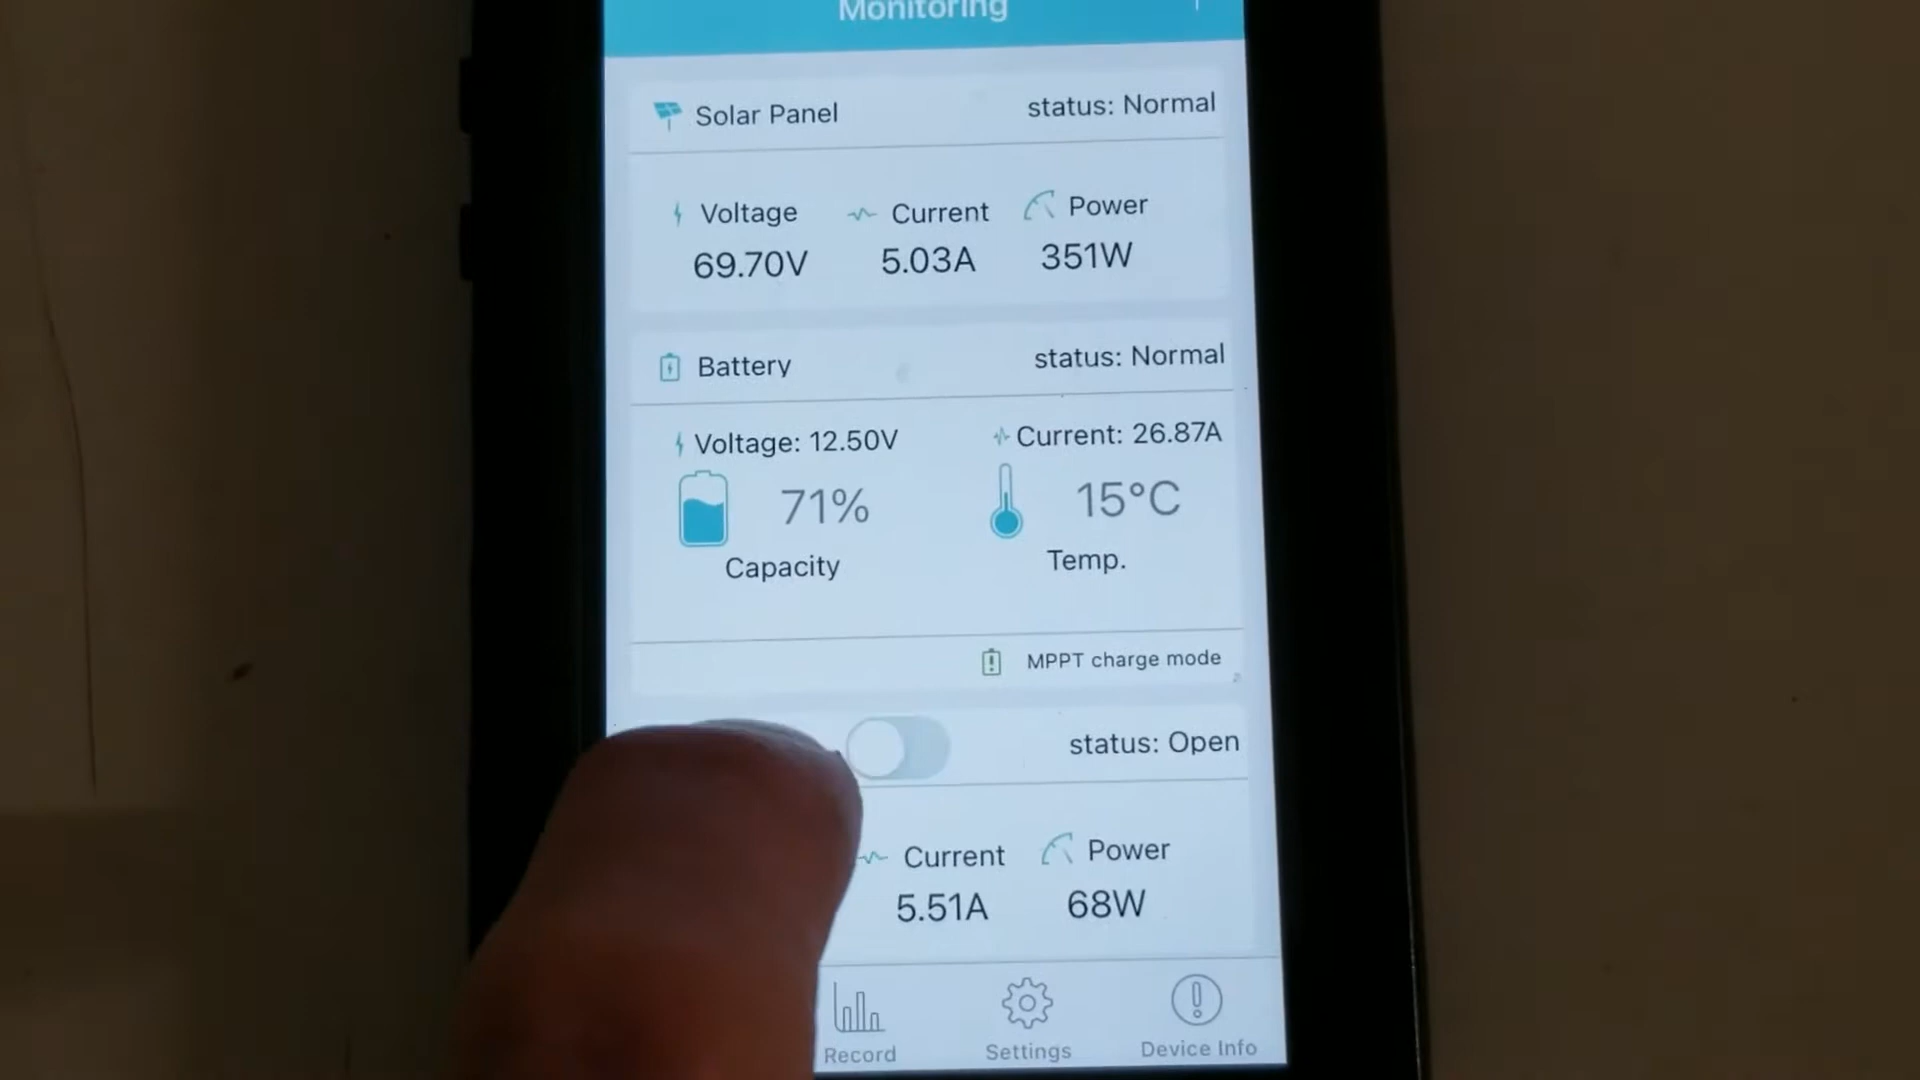 Monitoring
Solar Panel status: Normal
Voltage Current Power
69.70V 5.03A 351W
Battery status: Normal
Voltage: 12.50V Current: 26.87A
71% 15°C
Capacity Temp.
MPPT charge mode
status: Open
Current Power
5.51A 68W
Record Settings Device Info